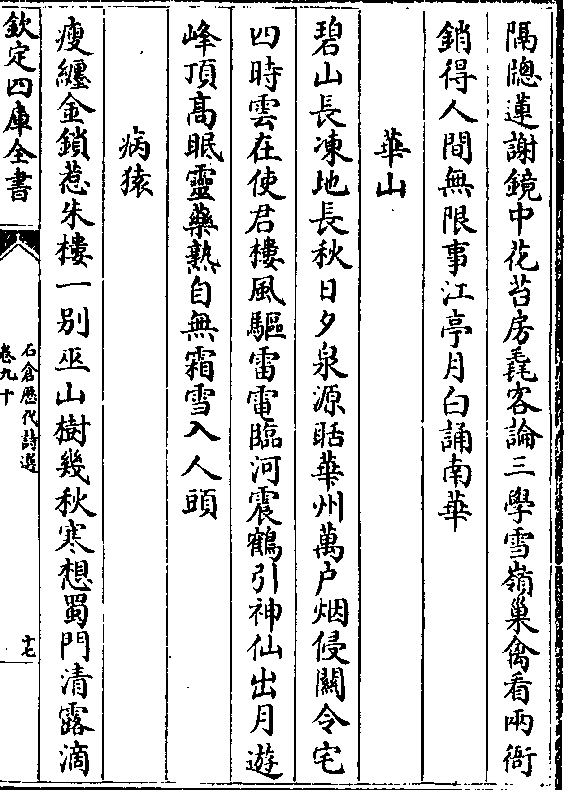 隔牕蓮謝鏡中花苔房毳客論三學雪嶺巢禽看兩衙
銷得人間無限事江亭月白誦南華
華山
碧山長凍地長秋日夕泉源聒華州萬户烟侵關令宅
四時雲在使君樓風驅雷電臨河震鶴引神仙出月遊
峰頂高眠靈藥熟自無霜雪入人頭
病猿
瘦纏金鎖惹朱樓一别巫山樹幾秋寒想蜀門清露滴
欽定四庫全書
石倉歷代詩選
卷九十
十七